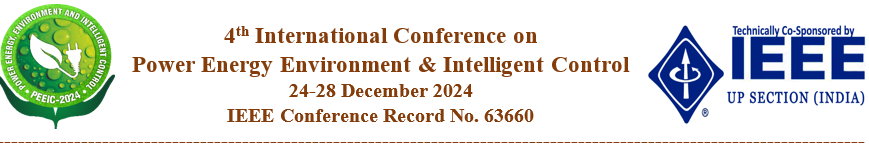 POWER ENERGY, ENVIRONMENT AND INTELLIGENT CONTROL
• PEEIC-2024 •
4th International Conference on
Power Energy Environment & Intelligent Control
24-28 December 2024
IEEE Conference Record No. 63660
Technically Co-Sponsored by
IEEE
®
UP SECTION (INDIA)